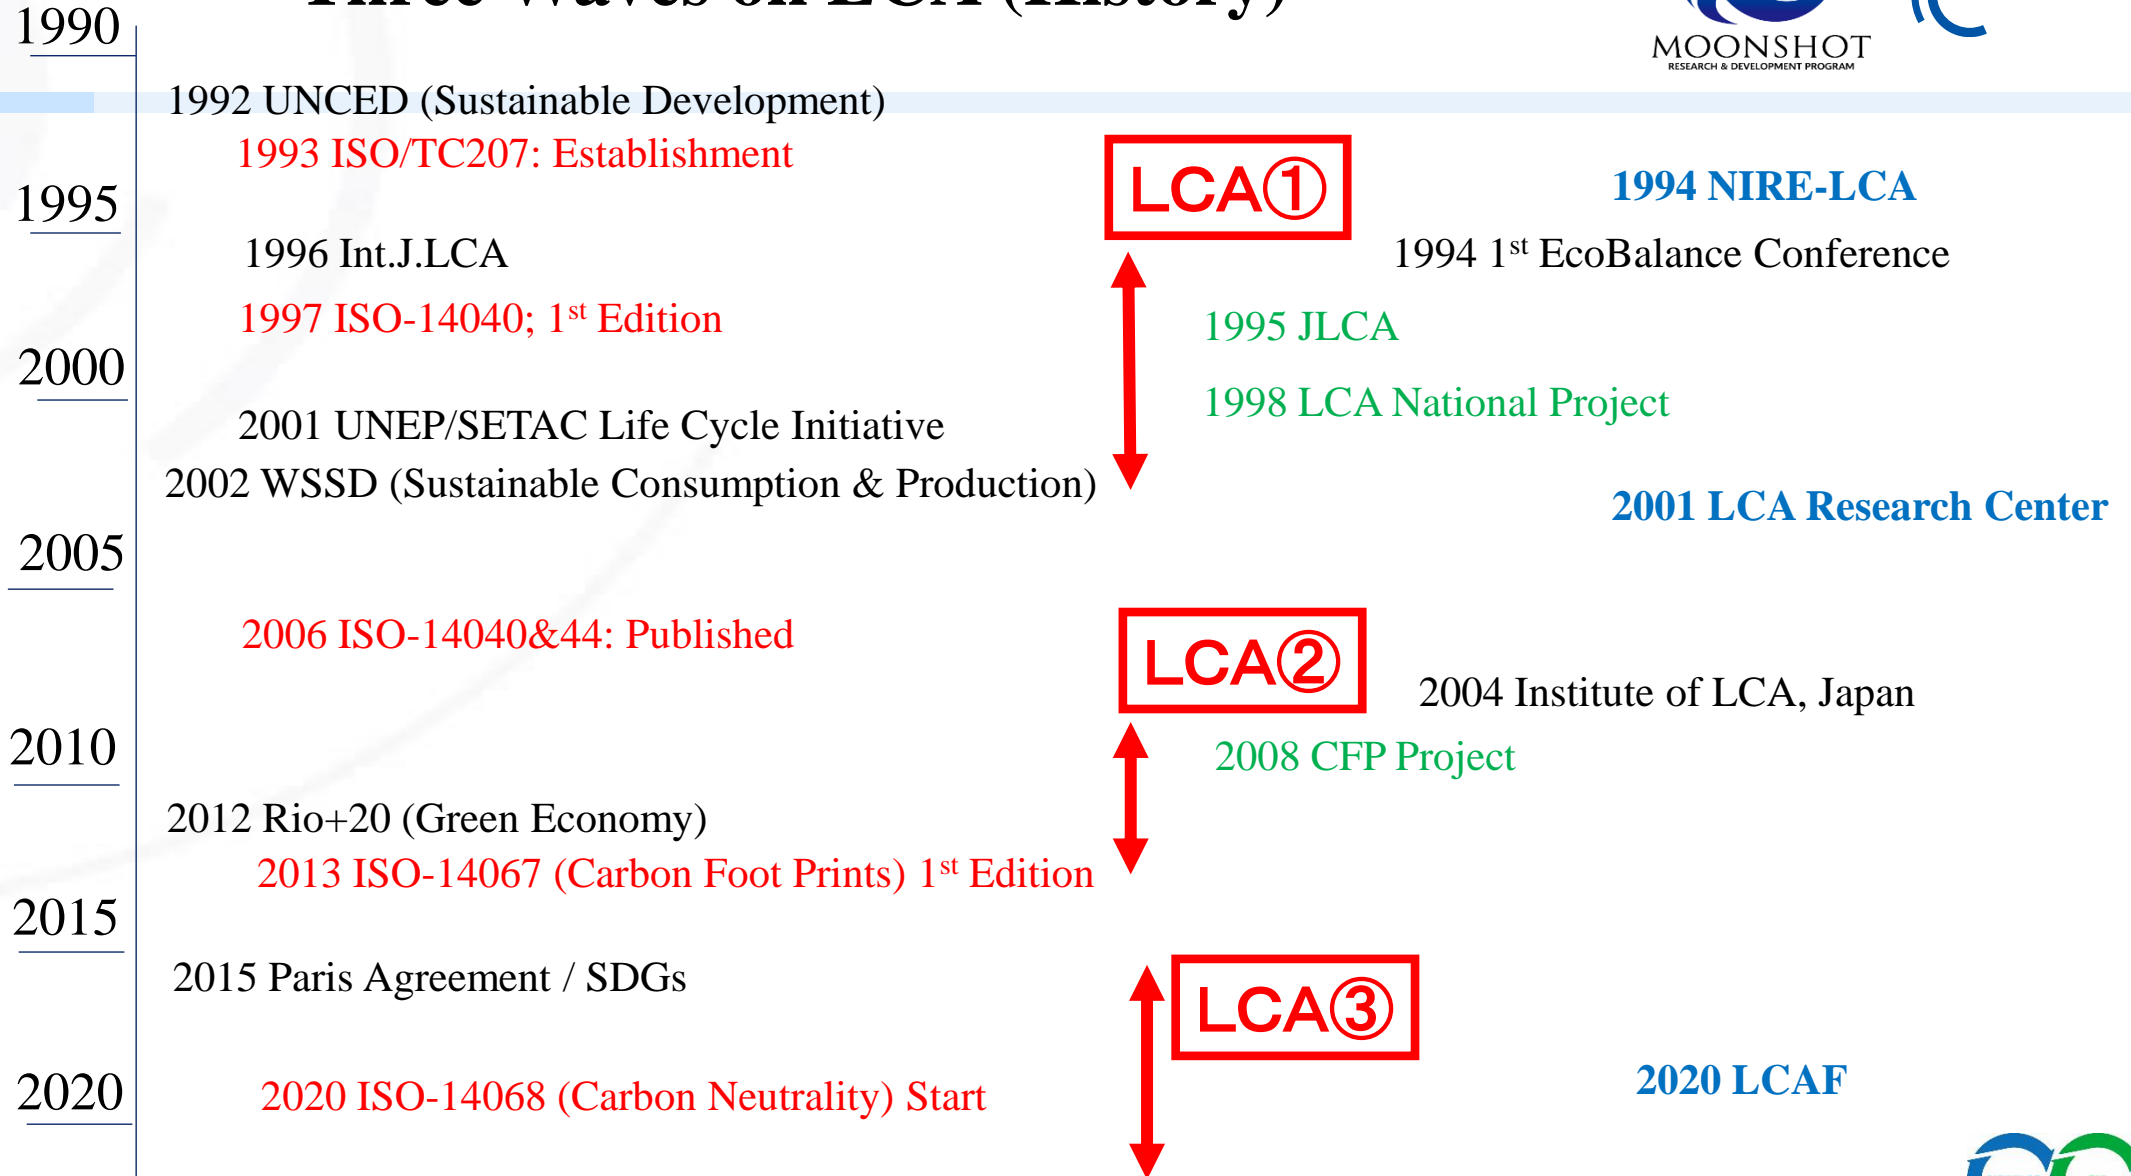 Three Waves on LCA (History)
MOONSHOT
RESEARCH & DEVELOPMENT PROGRAM
1990
1992 UNCED (Sustainable Development)
1993 ISO/TC207: Establishment
LCA①
1994 NIRE-LCA
1995
1996 Int.J.LCA
1994 1st EcoBalance Conference
1997 ISO-14040; 1st Edition
1995 JLCA
2000
1998 LCA National Project
2001 UNEP/SETAC Life Cycle Initiative
2002 WSSD (Sustainable Consumption & Production)
2001 LCA Research Center
2005
2006 ISO-14040&44: Published
LCA②
2004 Institute of LCA, Japan
2010
2008 CFP Project
2012 Rio+20 (Green Economy)
2013 ISO-14067 (Carbon Foot Prints) 1st Edition
2015
2015 Paris Agreement / SDGs
LCA③
2020
2020 ISO-14068 (Carbon Neutrality) Start
2020 LCAF